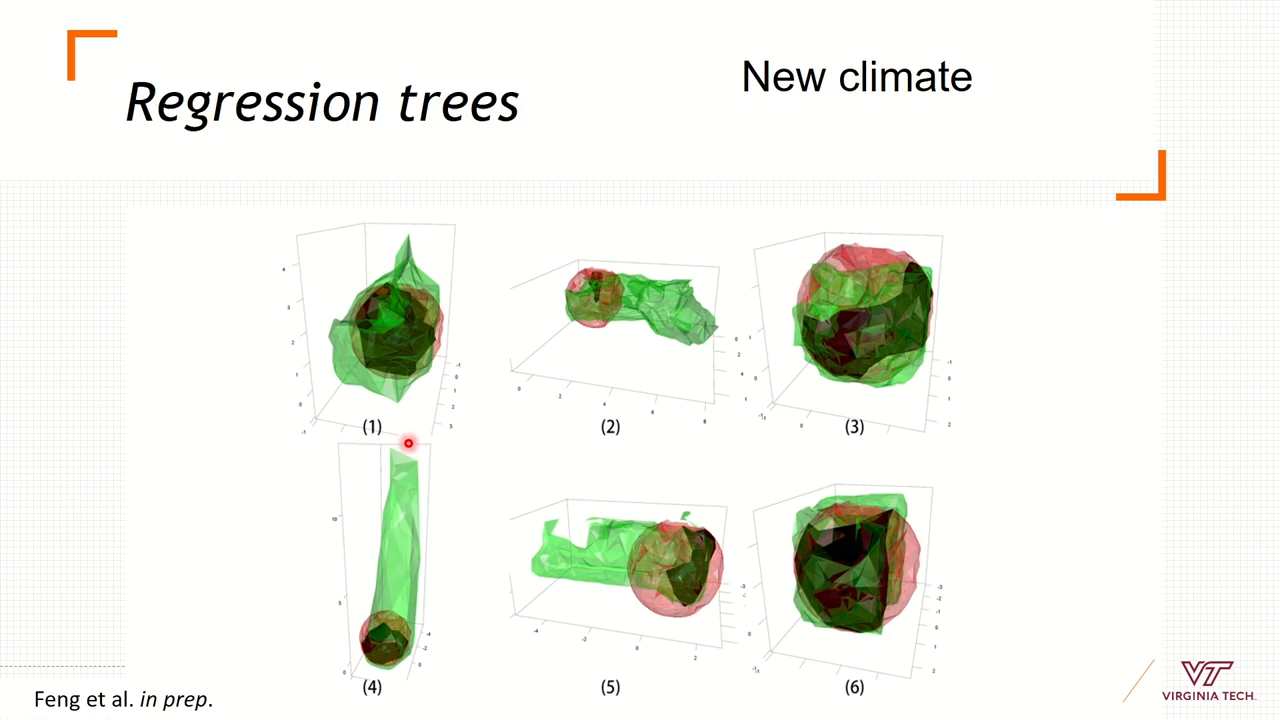 New climate
Regression trees
(1)
(2)
(3)
(4)
(5)
(6)
Feng et al. in prep.
VIRGINIA TECH